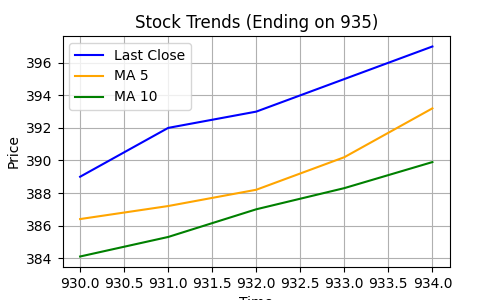 Stock Trends (Ending on 935)
Last Close
MA 5
MA 10
Price
396
394
392
390
388
386
384
930.0 930.5 931.0 931.5 932.0 932.5 933.0 933.5 934.0
Time